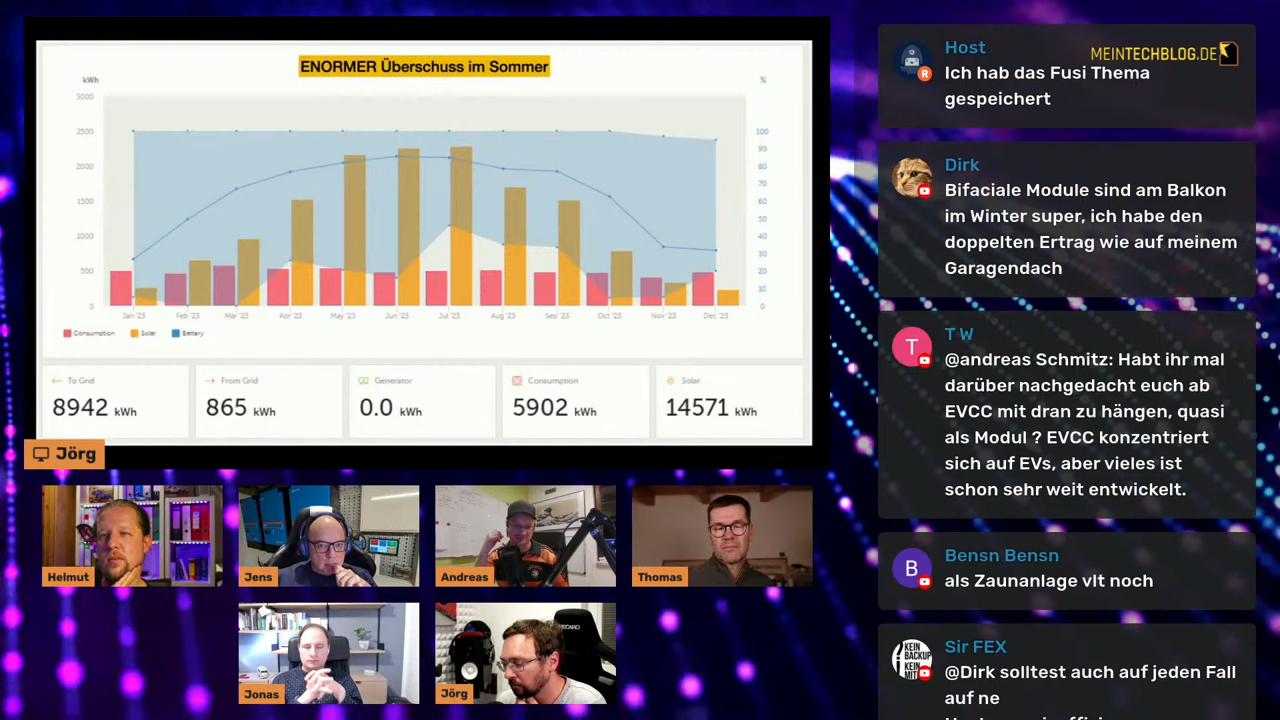 ENORMER Überschuss im Sommer
kWh
%
3000
2500
2000
1500
1000
500
0
100
90
80
70
60
50
40
30
20
10
0
Jan '23
Feb '23
Mar '23
Apr '23
May '23
Jun '23
Jul '23
Aug '23
Sep '23
Oct '23
Nov '23
Dec '23
Consumption
Solar
Battery
To Grid
8942 kWh
From Grid
865 kWh
Generator
0.0 kWh
Consumption
5902 kWh
Solar
14571 kWh
Jörg
Helmut
Jens
Andreas
Thomas
Jonas
Jörg
MEINTECHBLOG.DE
Host
Ich hab das Fusi Thema
gespeichert
Dirk
Bifaciale Module sind am Balkon
im Winter super, ich habe den
doppelten Ertrag wie auf meinem
Garagendach
T
T W
@andreas Schmitz: Habt ihr mal
darüber nachgedacht euch ab
EVCC mit dran zu hängen, quasi
als Modul ? EVCC konzentriert
sich auf EVs, aber vieles ist
schon sehr weit entwickelt.
B
Bensn Bensn
als Zaunanlage vlt noch
KEIN
BACKUP
KEIN
MIT
Sir FEX
@Dirk solltest auch auf jeden Fall
auf ne